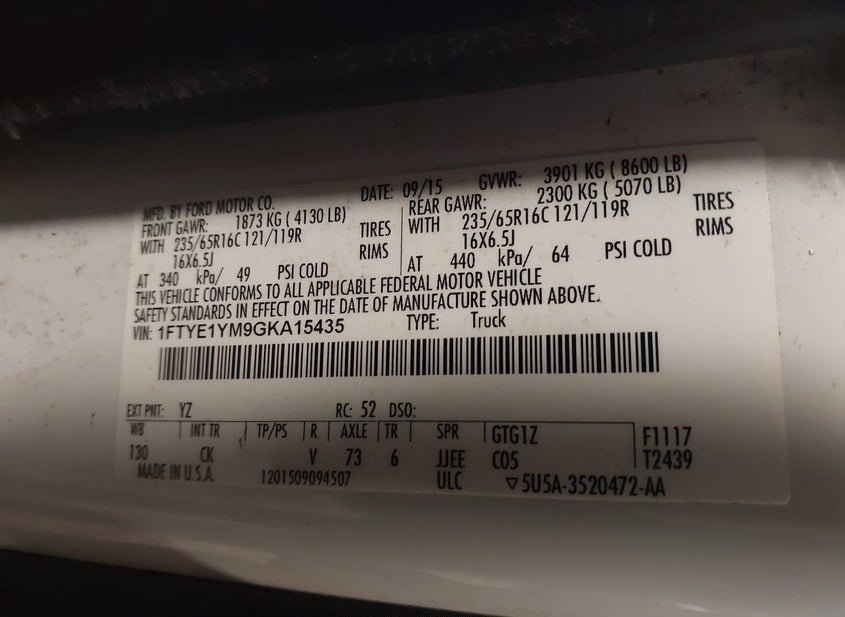 MFD. BY FORD MOTOR CO. DATE: 09/15 GVWR: 3901 KG ( 8600 LB)
FRONT GAWR: 1873 KG ( 4130 LB) REAR GAWR: 2300 KG ( 5070 LB)
WITH 235/65R16C 121/119R TIRES WITH 235/65R16C 121/119R TIRES
16X6.5J RIMS 16X6.5J RIMS
AT 340 kPa/ 49 PSI COLD AT 440 kPa/ 64 PSI COLD
THIS VEHICLE CONFORMS TO ALL APPLICABLE FEDERAL MOTOR VEHICLE
SAFETY STANDARDS IN EFFECT ON THE DATE OF MANUFACTURE SHOWN ABOVE.
VIN: 1FTYE1YM9GKA15435 TYPE: Truck
EXT PNT: YZ RC: 52 DSO:
WB INT TR TP/PS R AXLE TR SPR GTG1Z F1117
130 CK V 73 6 JJEE C05 T2439
MADE IN U.S.A. 1201509094507 ULC ▽5U5A-3520472-AA